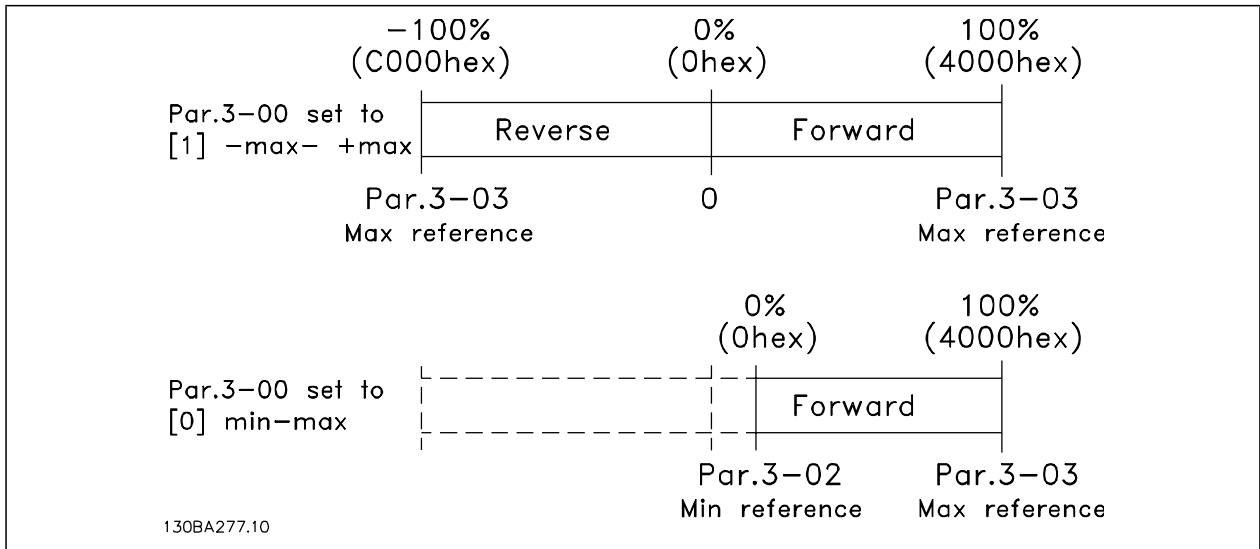 -100%
(C000hex)
0%
(0hex)
100%
(4000hex)
Par.3-00 set to
[1] -max- +max
Reverse
Forward
Par.3-03
Max reference
0
Par.3-03
Max reference
0%
(0hex)
100%
(4000hex)
Par.3-00 set to
[0] min-max
Forward
Par.3-02
Min reference
Par.3-03
Max reference
130BA277.10